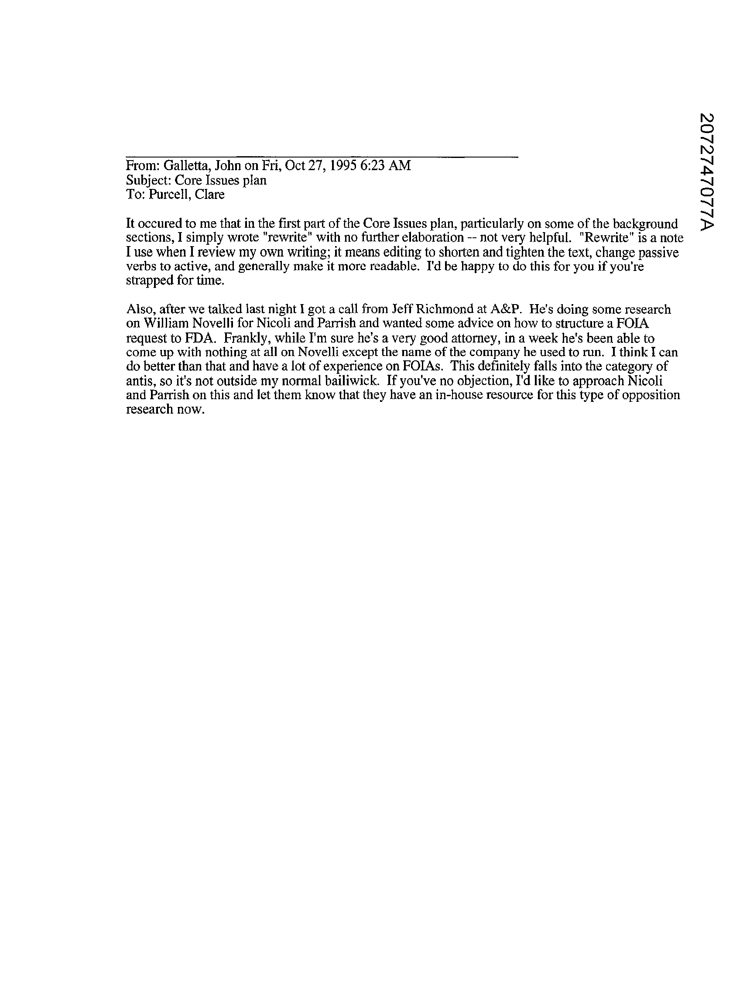 From: Galletta, John on Fri, Oct 27, 1995 6:23 AM
Subject: Core Issues plan
To: Purcell, Clare
It occured to me that in the first part of the Core Issues plan, particularly on some of the background
sections, I simply wrote "rewrite" with no further elaboration -- not very helpful. "Rewrite" is a note
I use when I review my own writing; it means editing to shorten and tighten the text, change passive
verbs to active, and generally make it more readable. I'd be happy to do this for you if you're
strapped for time.
Also, after we talked last night I got a call from Jeff Richmond at A&P. He's doing some research
on William Novelli for Nicoli and Parrish and wanted some advice on how to structure a FOIA
request to FDA. Frankly, while I'm sure he's a very good attorney, in a week he's been able to
come up with nothing at all on Novelli except the name of the company he used to run. I think I can
do better than that and have a lot of experience on FOIAs. This definitely falls into the category of
antis, so it's not outside my normal bailiwick. If you've no objection, I'd like to approach Nicoli
and Parrish on this and let them know that they have an in-house resource for this type of opposition
research now.
2072747077A